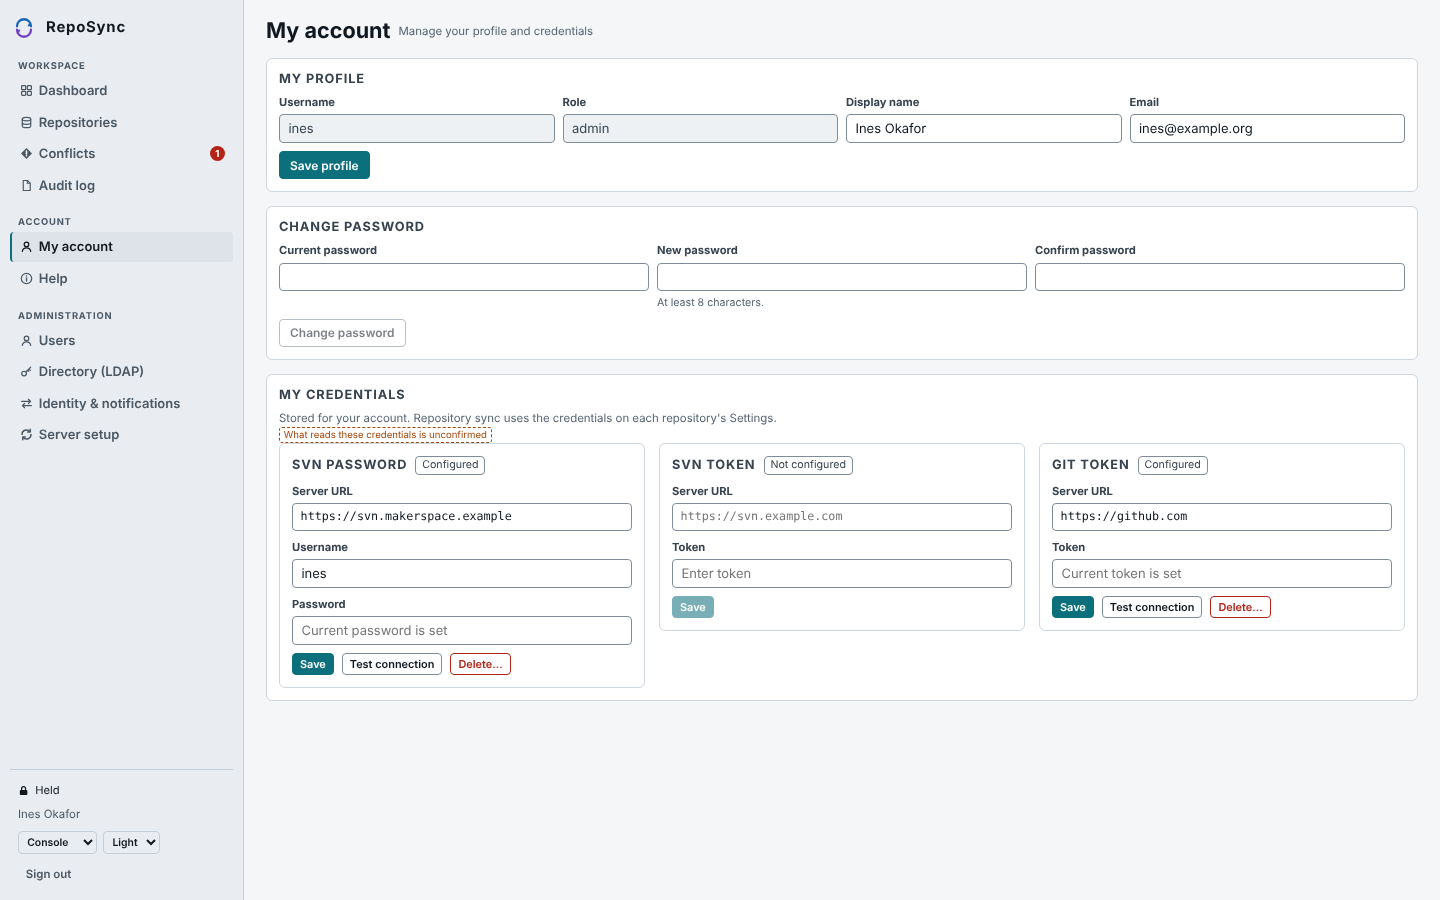 RepoSync
WORKSPACE
Dashboard
Repositories
Conflicts 1
Audit log
ACCOUNT
My account
Help
ADMINISTRATION
Users
Directory (LDAP)
Identity & notifications
Server setup
Held
Ines Okafor
Console Light
Sign out
My account Manage your profile and credentials
MY PROFILE
Username Role Display name Email
ines admin Ines Okafor ines@example.org
Save profile
CHANGE PASSWORD
Current password New password Confirm password
At least 8 characters.
Change password
MY CREDENTIALS
Stored for your account. Repository sync uses the credentials on each repository's Settings.
What reads these credentials is unconfirmed
SVN PASSWORD Configured
Server URL
https://svn.makerspace.example
Username
ines
Password
Current password is set
Save Test connection Delete...
SVN TOKEN Not configured
Server URL
https://svn.example.com
Token
Enter token
Save
GIT TOKEN Configured
Server URL
https://github.com
Token
Current token is set
Save Test connection Delete...